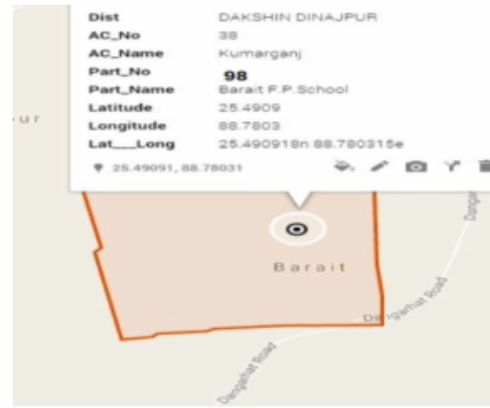 Dist DAKSHIN DINAJPUR
AC_No 38
AC_Name Kumarganj
Part_No 98
Part_Name Barait F.P.School
Latitude 25.4909
Longitude 88.7803
Lat___Long 25.490918n 88.780315e
25.49091, 88.78031
ur
Barait
Dangarhat Road
Dangarhat Road